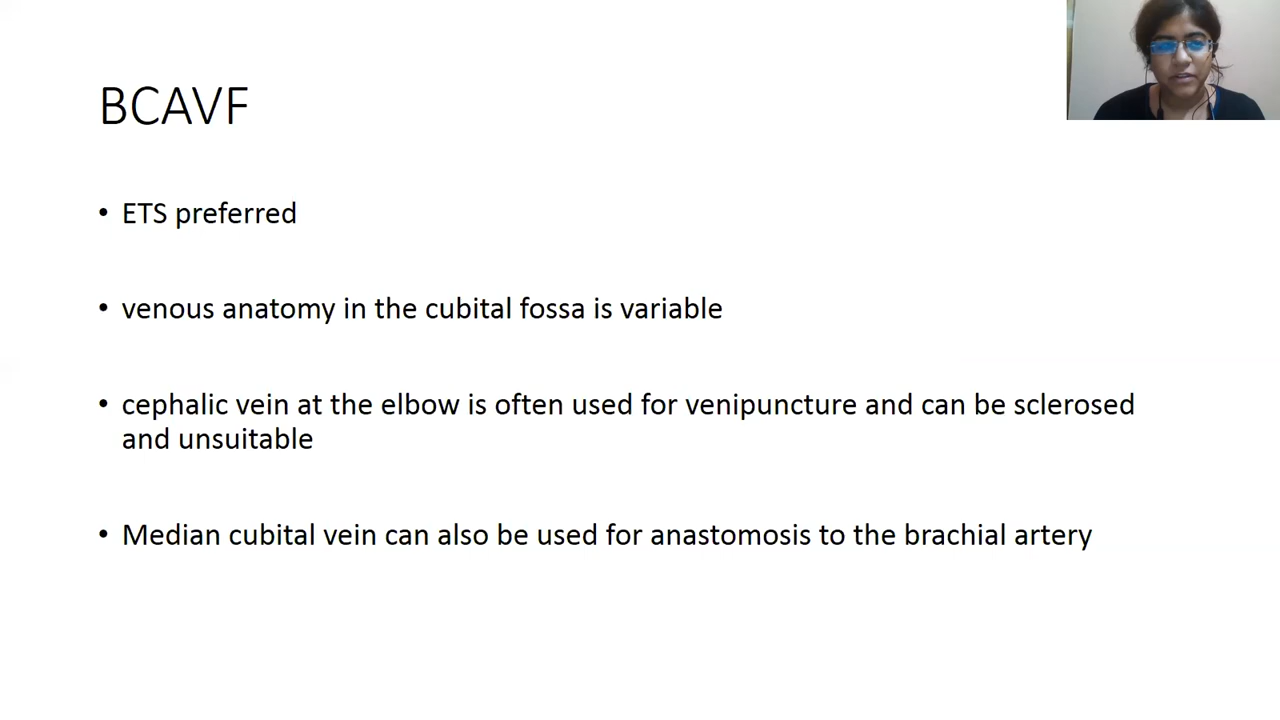 BCAVF
• ETS preferred
• venous anatomy in the cubital fossa is variable
• cephalic vein at the elbow is often used for venipuncture and can be sclerosed
and unsuitable
• Median cubital vein can also be used for anastomosis to the brachial artery